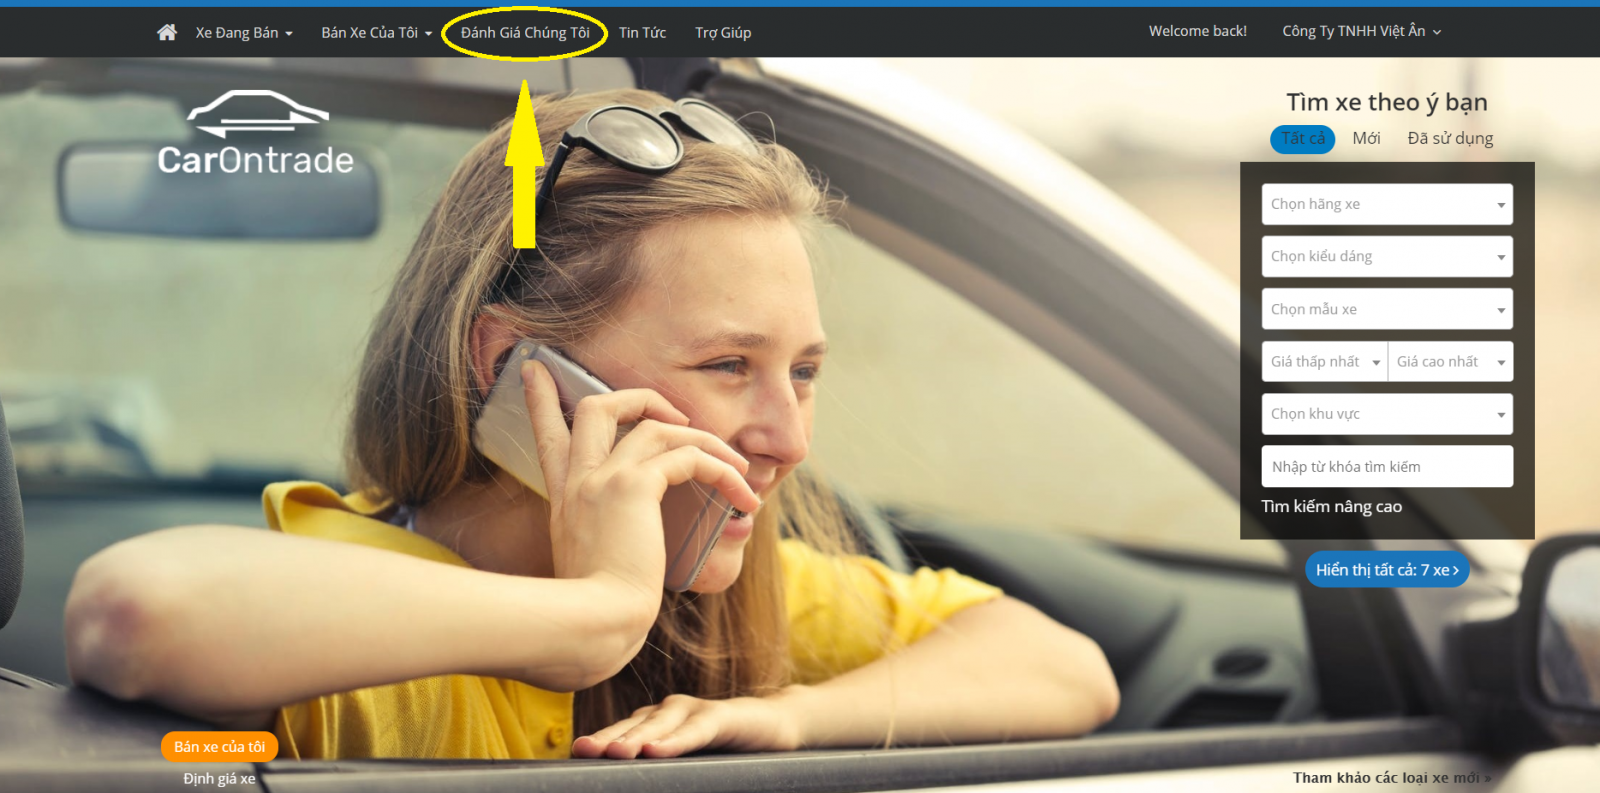 Xe Đang Bán
Bán Xe Của Tôi
Đánh Giá Chúng Tôi
Tin Tức
Trợ Giúp
Welcome back!
Công Ty TNHH Việt Ân
CarOntrade
Tìm xe theo ý bạn
Tất cả
Mới
Đã sử dụng
Chọn hãng xe
Chọn kiểu dáng
Chọn mẫu xe
Giá thấp nhất
Giá cao nhất
Chọn khu vực
Nhập từ khóa tìm kiếm
Tìm kiếm nâng cao
Hiển thị tất cả: 7 xe ›
Bán xe của tôi
Định giá xe
Tham khảo các loại xe mới »